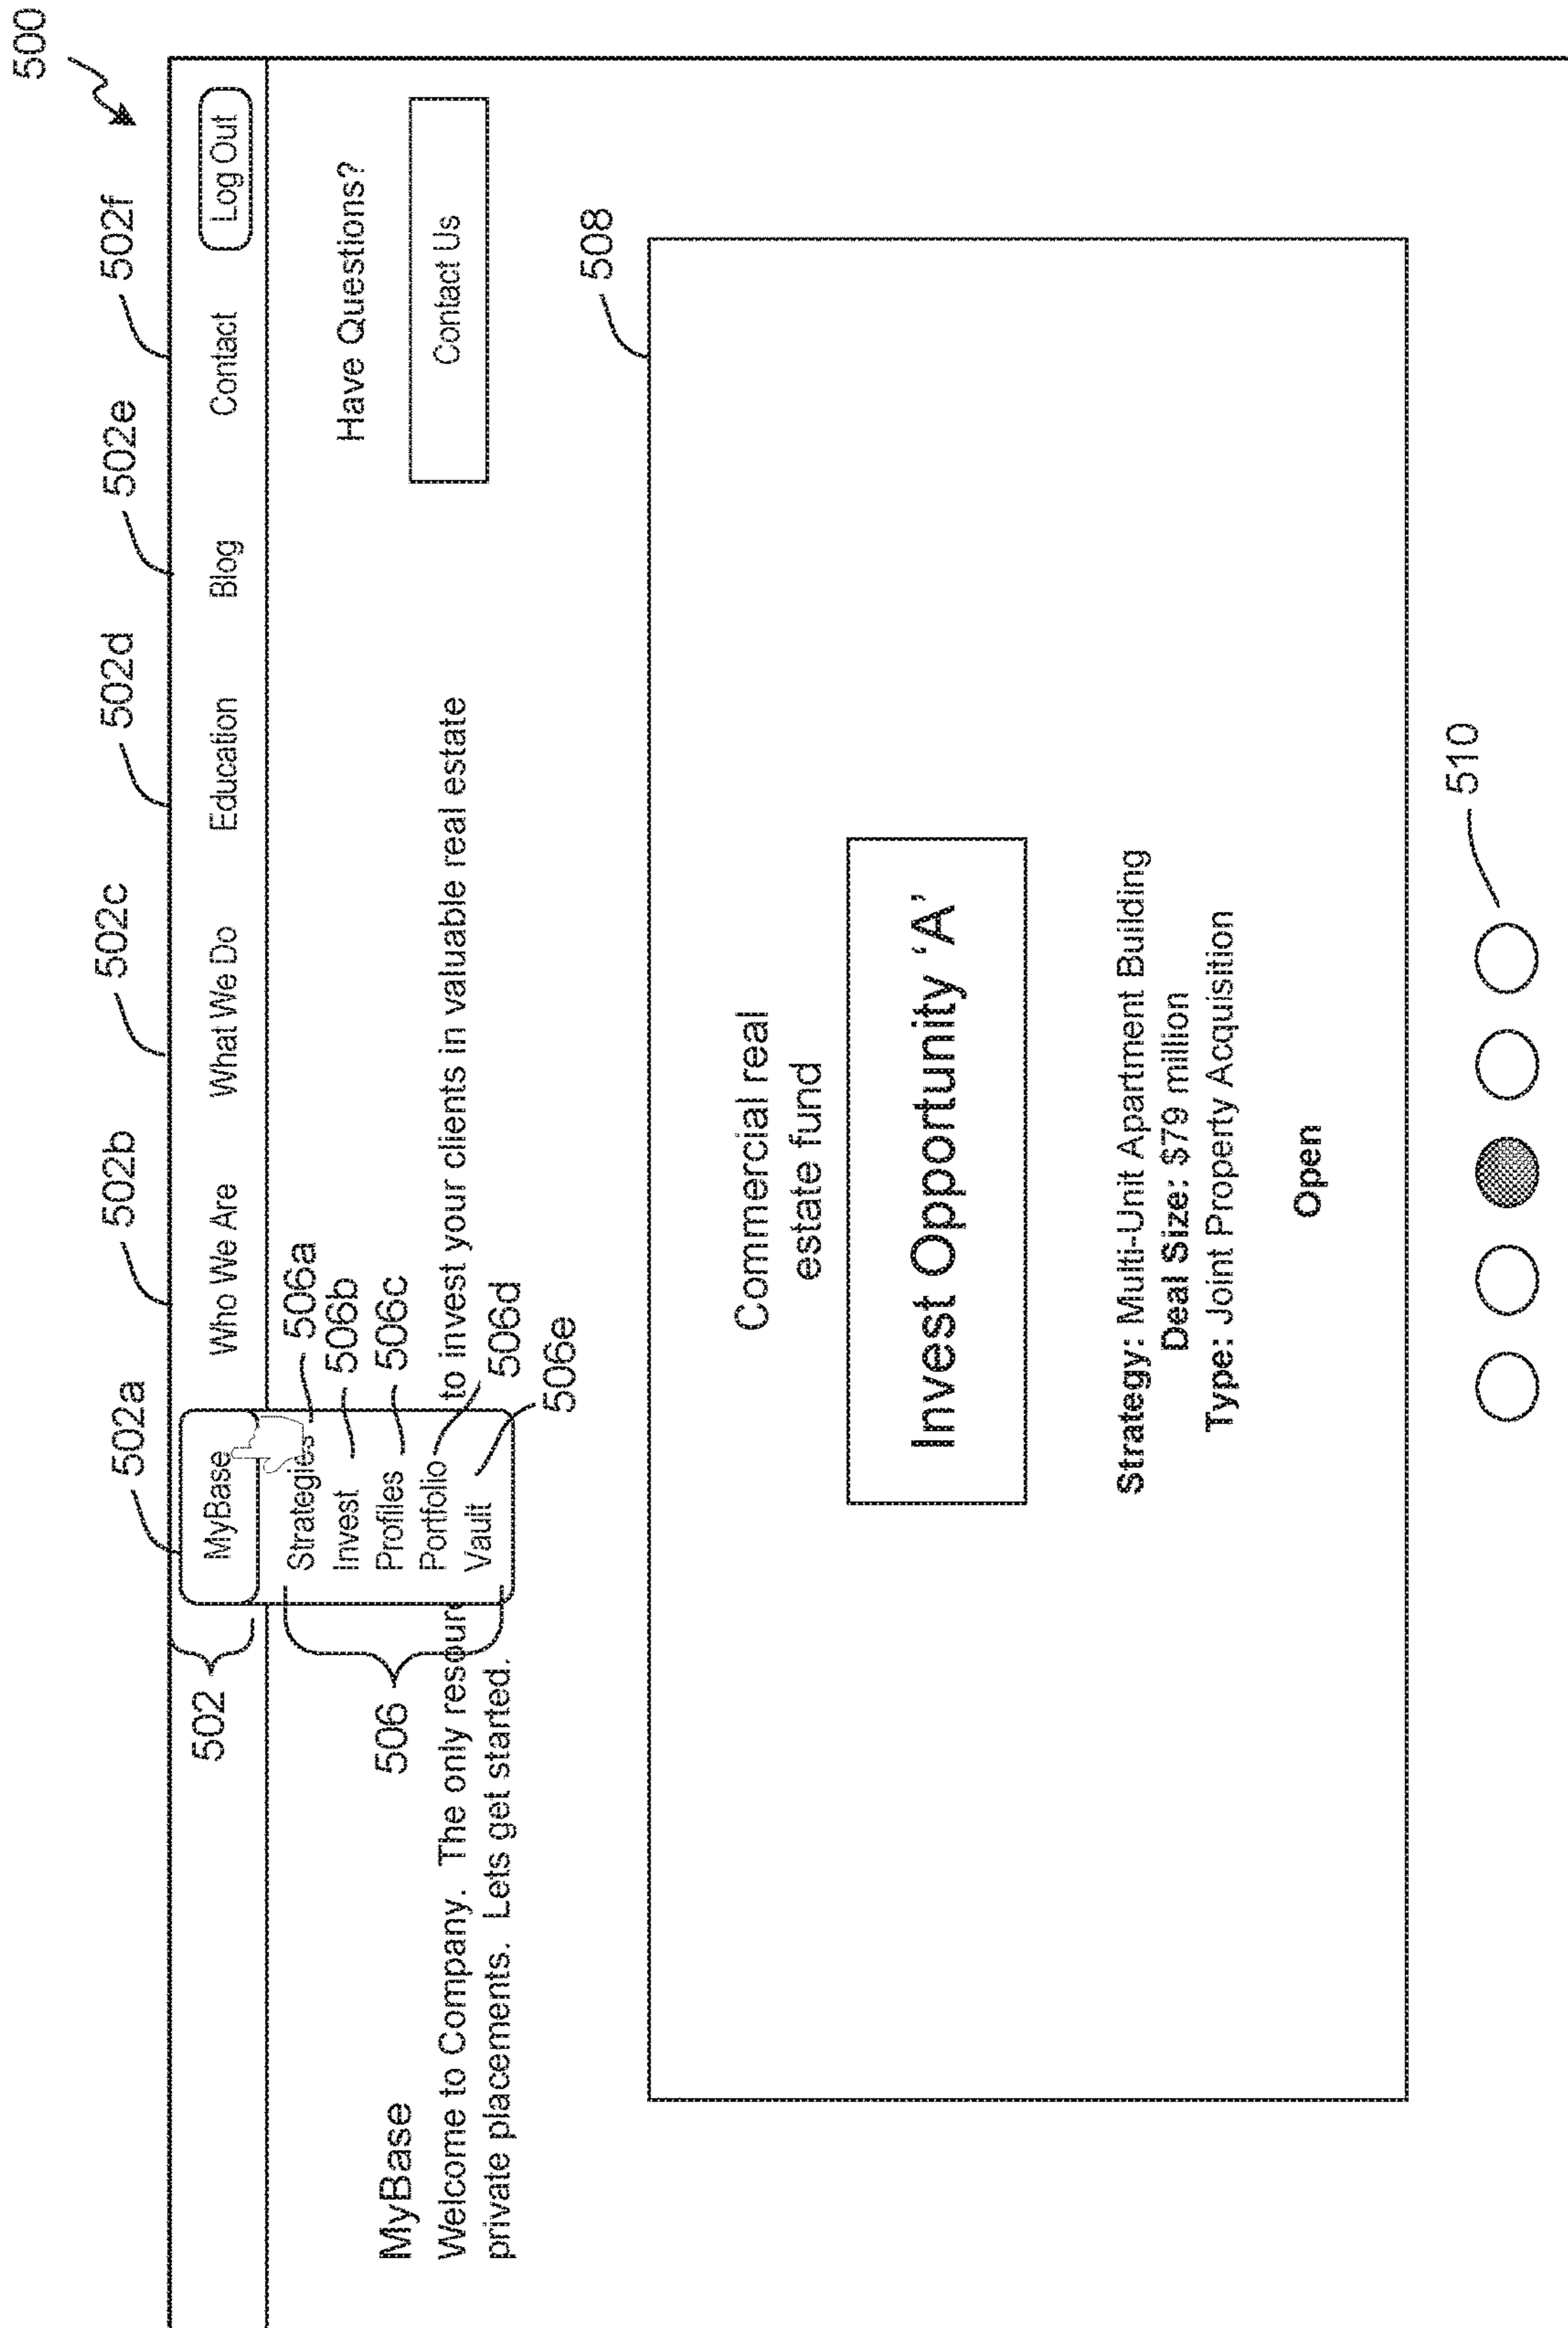 500
502a
502b
502c
502d
502e
502f
502
MyBase
Who We Are
What We Do
Education
Blog
Contact
Log Out
Strategies
Invest
Profiles
Portfolio
Vault
506a
506b
506c
506d
506e
506
Have Questions?
Contact Us
MyBase
Welcome to Company. The only to invest your clients in valuable real estate
private placements. Lets get started.
508
Commercial real
estate fund
Invest Opportunity ‘A’
Strategy: Multi-Unit Apartment Building
Deal Size: $79 million
Type: Joint Property Acquisition
Open
510